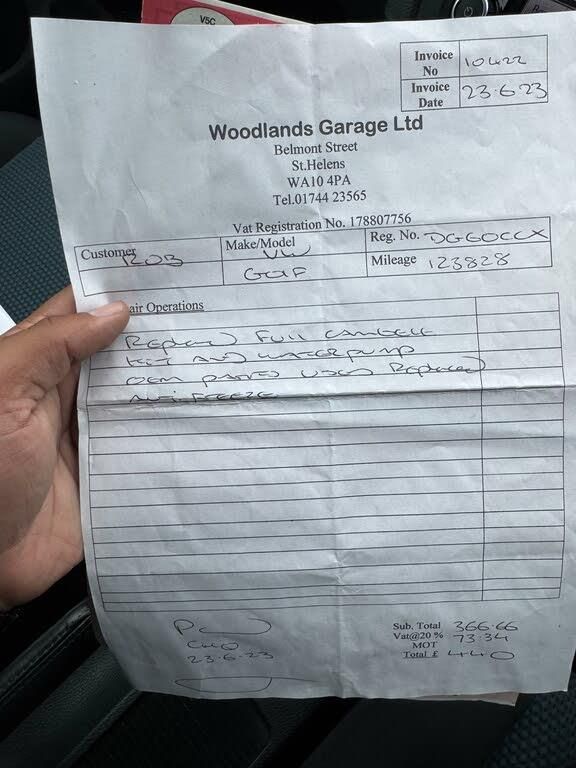 V5C
Invoice No 10422
Invoice Date 23.6.23
Woodlands Garage Ltd
Belmont Street
St.Helens
WA10 4PA
Tel.01744 23565
Vat Registration No. 178807756
Customer ROB
Make/Model VW
GOLF
Reg. No. DG60CCX
Mileage 123828
air Operations
Replaced Full cambelt
KIT AND WATERPUMP
OEM PARTS USED Replaced
ANTI-FREEZE
Sub. Total 366.66
Vat@20 % 73.34
MOT
Total £ 440
23-6-23